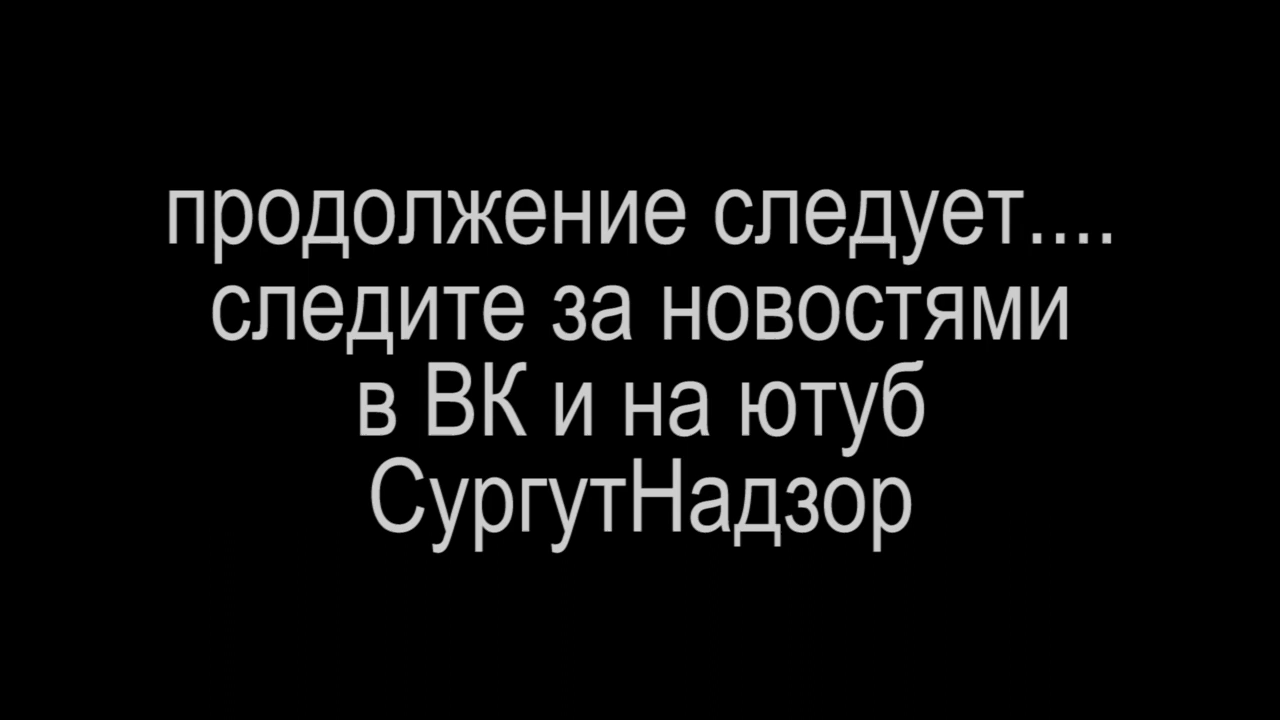 продолжение следует....
следите за новостями
в ВК и на ютуб
СургутНадзор